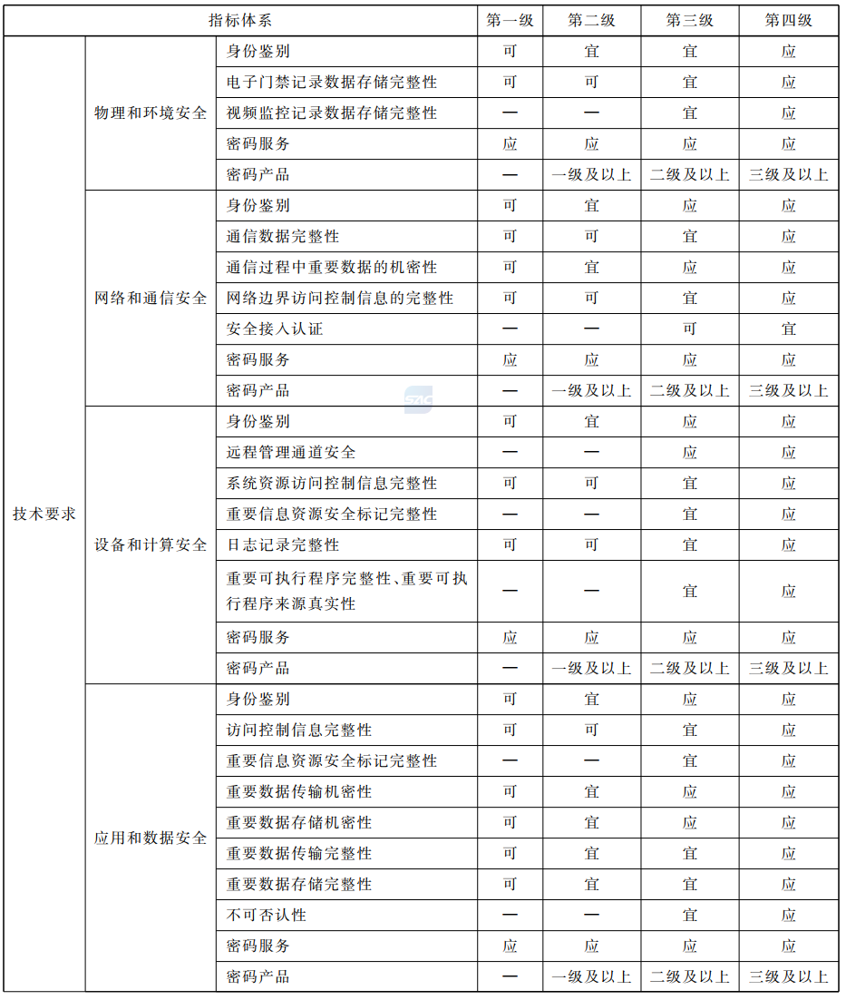 指标体系 第一级 第二级 第三级 第四级
技术要求
物理和环境安全
身份鉴别 可 宜 宜 应
电子门禁记录数据存储完整性 可 可 宜 应
视频监控记录数据存储完整性 — — 宜 应
密码服务 应 应 应 应
密码产品 — 一级及以上 二级及以上 三级及以上
网络和通信安全
身份鉴别 可 宜 应 应
通信数据完整性 可 可 宜 应
通信过程中重要数据的机密性 可 宜 应 应
网络边界访问控制信息的完整性 可 可 宜 应
安全接入认证 — — 可 宜
密码服务 应 应 应 应
密码产品 — 一级及以上 二级及以上 三级及以上
设备和计算安全
身份鉴别 可 宜 应 应
远程管理通道安全 — — 应 应
系统资源访问控制信息完整性 可 可 宜 应
重要信息资源安全标记完整性 — — 宜 应
日志记录完整性 可 可 宜 应
重要可执行程序完整性、重要可执
行程序来源真实性 — — 宜 应
密码服务 应 应 应 应
密码产品 — 一级及以上 二级及以上 三级及以上
应用和数据安全
身份鉴别 可 宜 应 应
访问控制信息完整性 可 可 宜 应
重要信息资源安全标记完整性 — — 宜 应
重要数据传输机密性 可 宜 应 应
重要数据存储机密性 可 宜 应 应
重要数据传输完整性 可 宜 宜 应
重要数据存储完整性 可 宜 宜 应
不可否认性 — — 宜 应
密码服务 应 应 应 应
密码产品 — 一级及以上 二级及以上 三级及以上
SAC